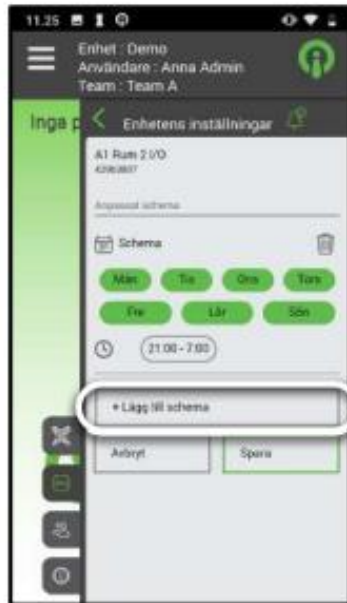 11.25
Enhet : Demo
Användare : Anna Admin
Team : Team A
Inga p
Enhetens inställningar
A1 Rum 2 I/O
Anpassat schema
Schema
Mån Tis Ons Tors
Fre Lör Sön
21:00 - 7:00
+ Lägg till schema
Avbryt Spara